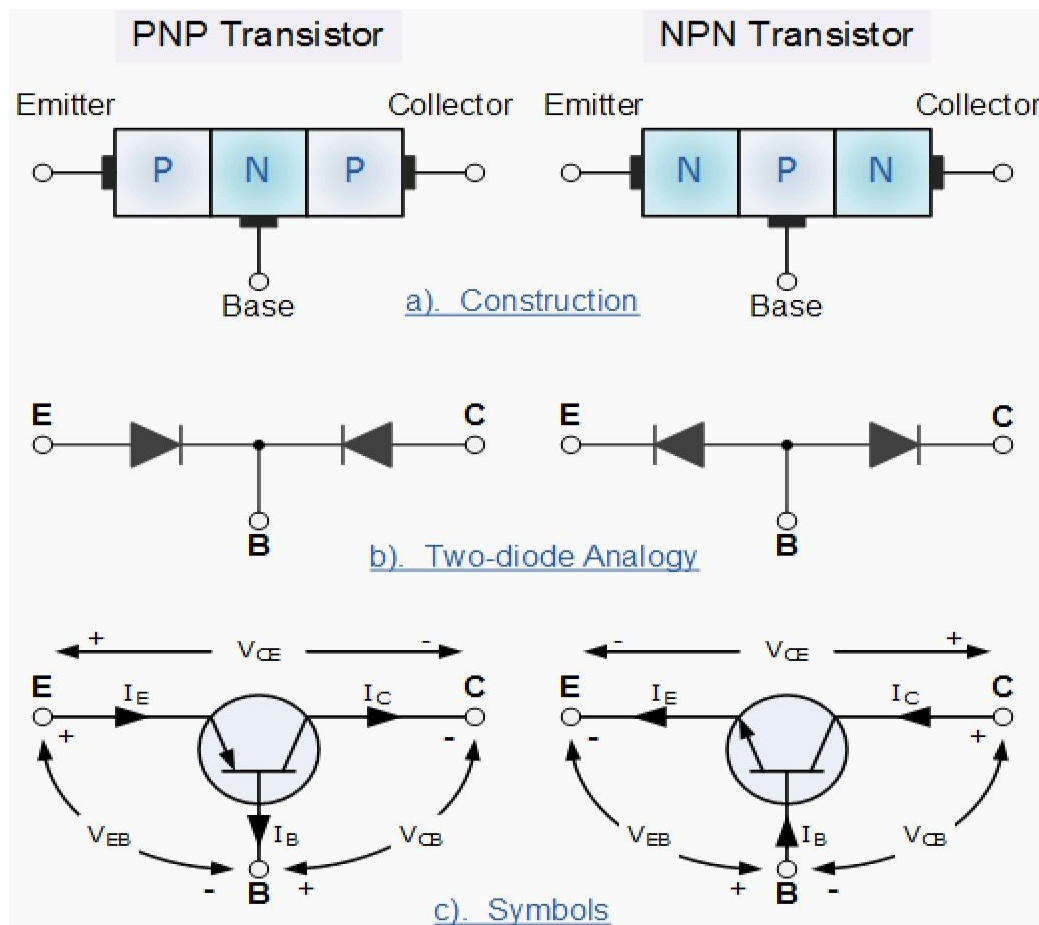 PNP Transistor NPN Transistor
Emitter Collector Emitter Collector
P N P N P N
Base a). Construction Base
E C E C
B B
b). Two-diode Analogy
+ VCE - - VCE +
E IE IC C E IE IC C
+ - - +
VEB IB VCB VEB IB VCB
- B + + B -
c). Symbols